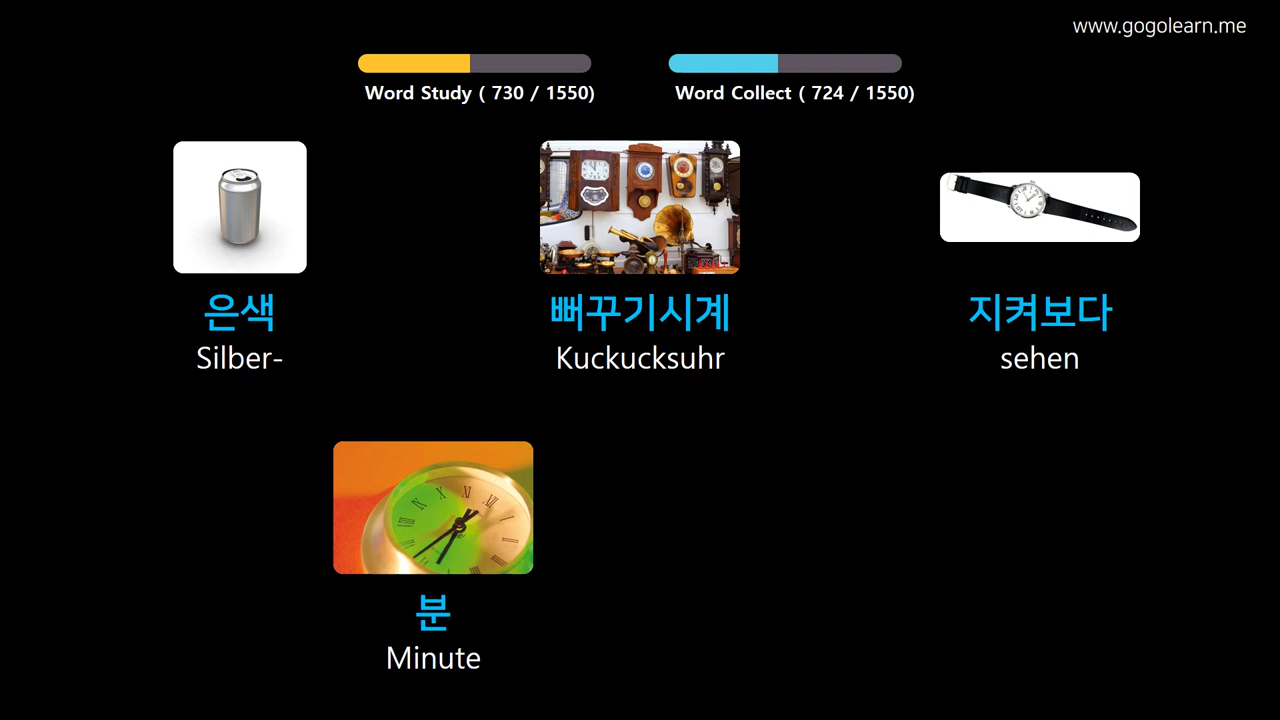 www.gogolearn.me
Word Study ( 730 / 1550)
Word Collect ( 724 / 1550)
은색
Silber-
뻐꾸기시계
Kuckucksuhr
지켜보다
sehen
분
Minute